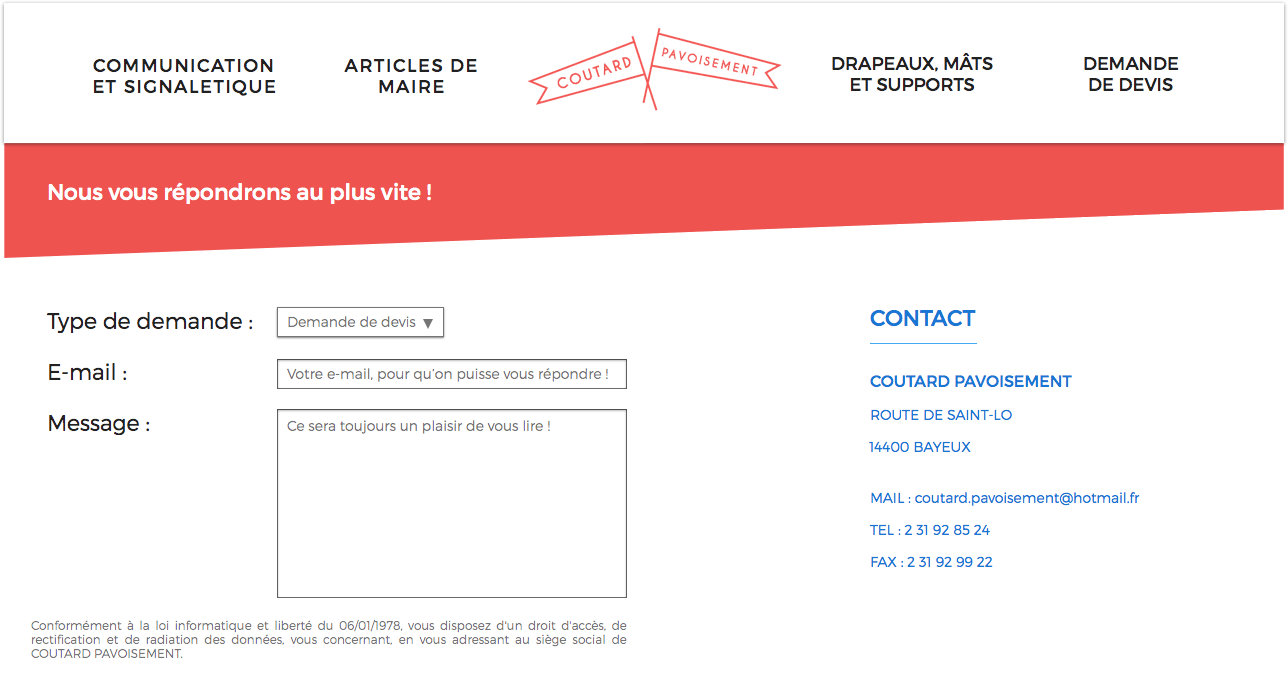 COMMUNICATION
ET SIGNALETIQUE
ARTICLES DE
MAIRE
COUTARD
PAVOISEMENT
DRAPEAUX, MÂTS
ET SUPPORTS
DEMANDE
DE DEVIS
Nous vous répondrons au plus vite !
Type de demande :
Demande de devis ▼
E-mail :
Votre e-mail, pour qu'on puisse vous répondre !
Message :
Ce sera toujours un plaisir de vous lire !
Conformément à la loi informatique et liberté du 06/01/1978, vous disposez d'un droit d'accès, de
rectification et de radiation des données, vous concernant, en vous adressant au siège social de
COUTARD PAVOISEMENT.
CONTACT
COUTARD PAVOISEMENT
ROUTE DE SAINT-LO
14400 BAYEUX
MAIL : coutard.pavoisement@hotmail.fr
TEL : 2 31 92 85 24
FAX : 2 31 92 99 22